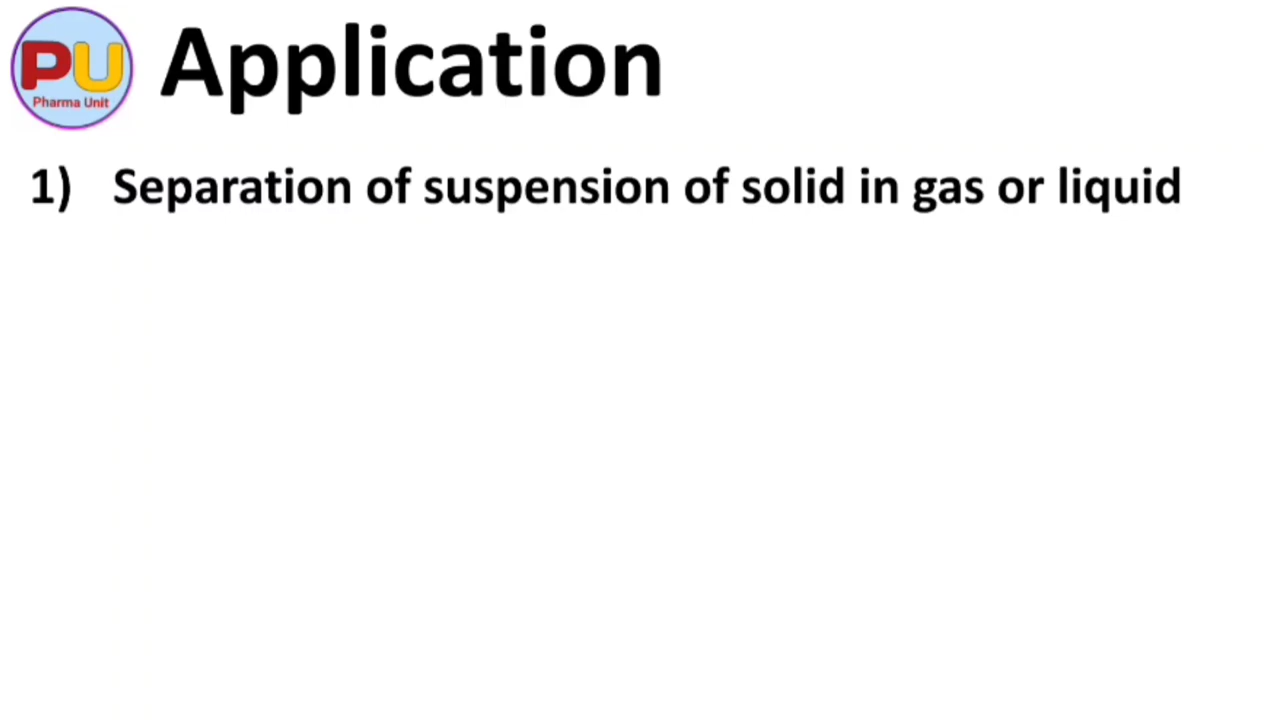 PU
Pharma Unit
Application
1) Separation of suspension of solid in gas or liquid